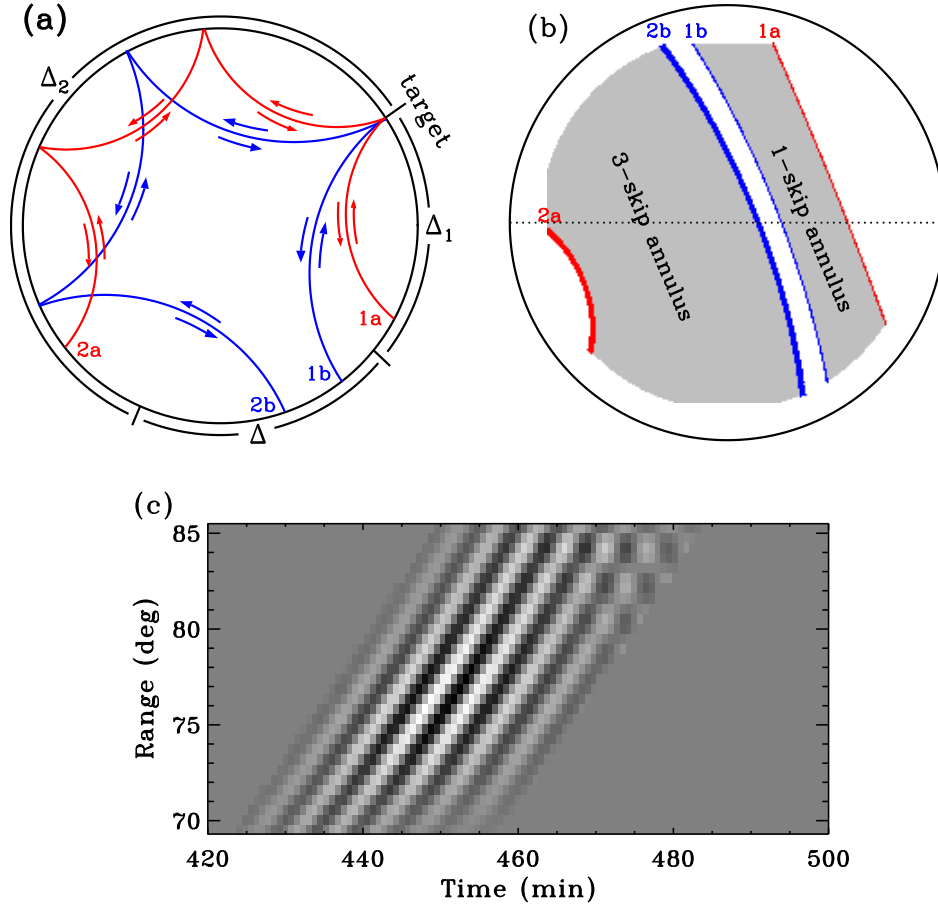 (a)
Δ2
target
Δ1
1a
2a
1b
2b
Δ
(b)
2b 1b 1a
3-skip annulus
1-skip annulus
2a
(c)
85
80
75
70
Range (deg)
420 440 460 480 500
Time (min)